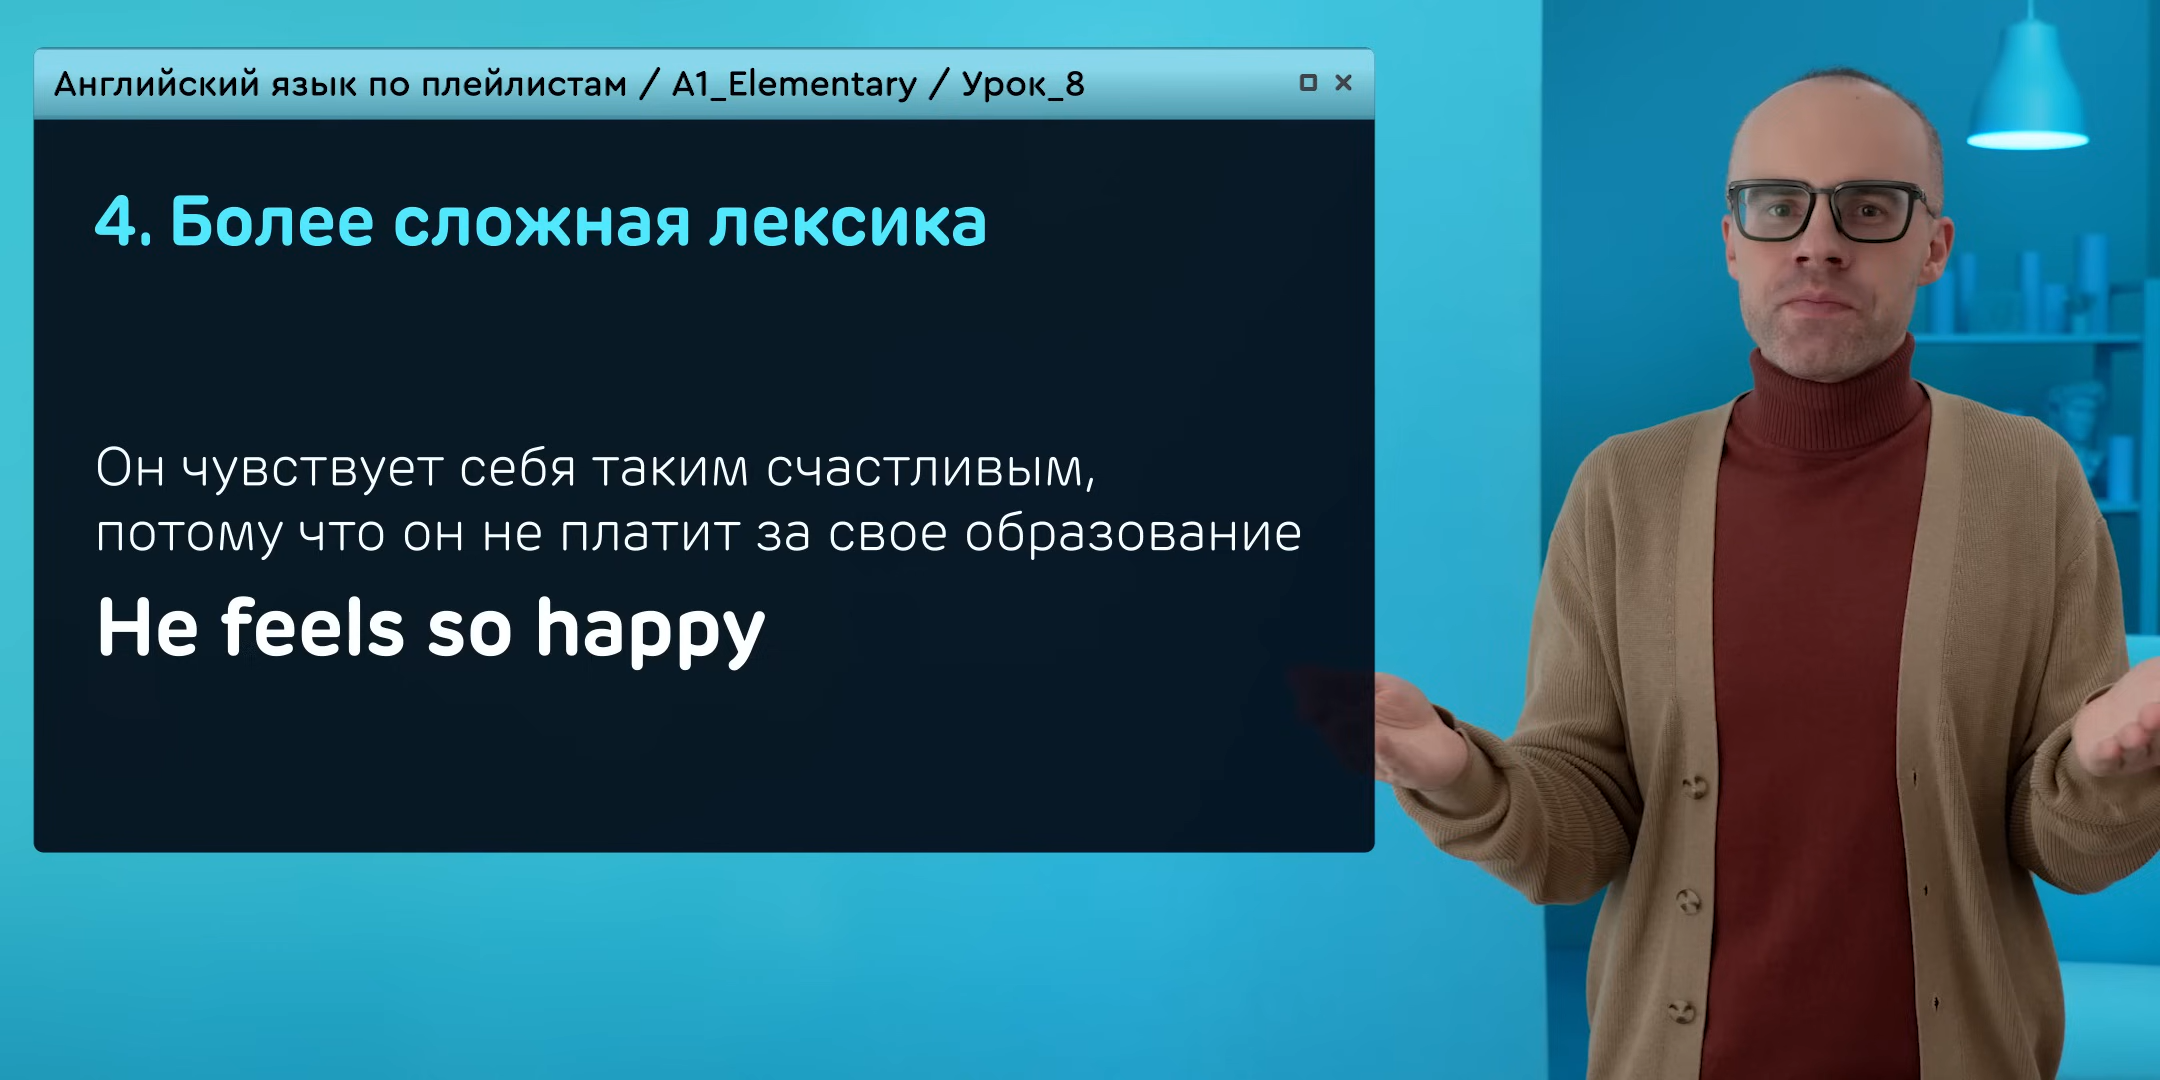 Английский язык по плейлистам / A1_Elementary / Урок_8
4. Более сложная лексика
Он чувствует себя таким счастливым,
потому что он не платит за свое образование
He feels so happy